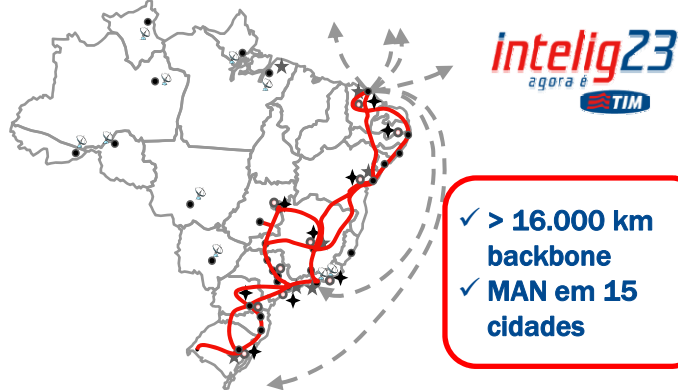 intelig23
agora é
TIM
✓ > 16.000 km
backbone
✓ MAN em 15
cidades